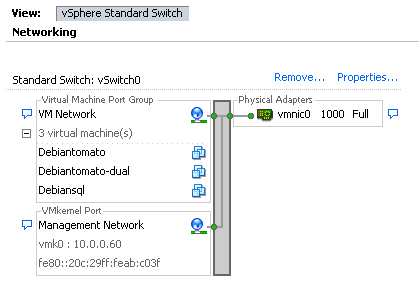 View: vSphere Standard Switch
Networking
Standard Switch: vSwitch0 Remove... Properties...
Virtual Machine Port Group
VM Network
3 virtual machine(s)
Debiantomato
Debiantomato-dual
Debiansql
Physical Adapters
vmnic0 1000 Full
VMkernel Port
Management Network
vmk0 : 10.0.0.60
fe80::20c:29ff:feab:c03f